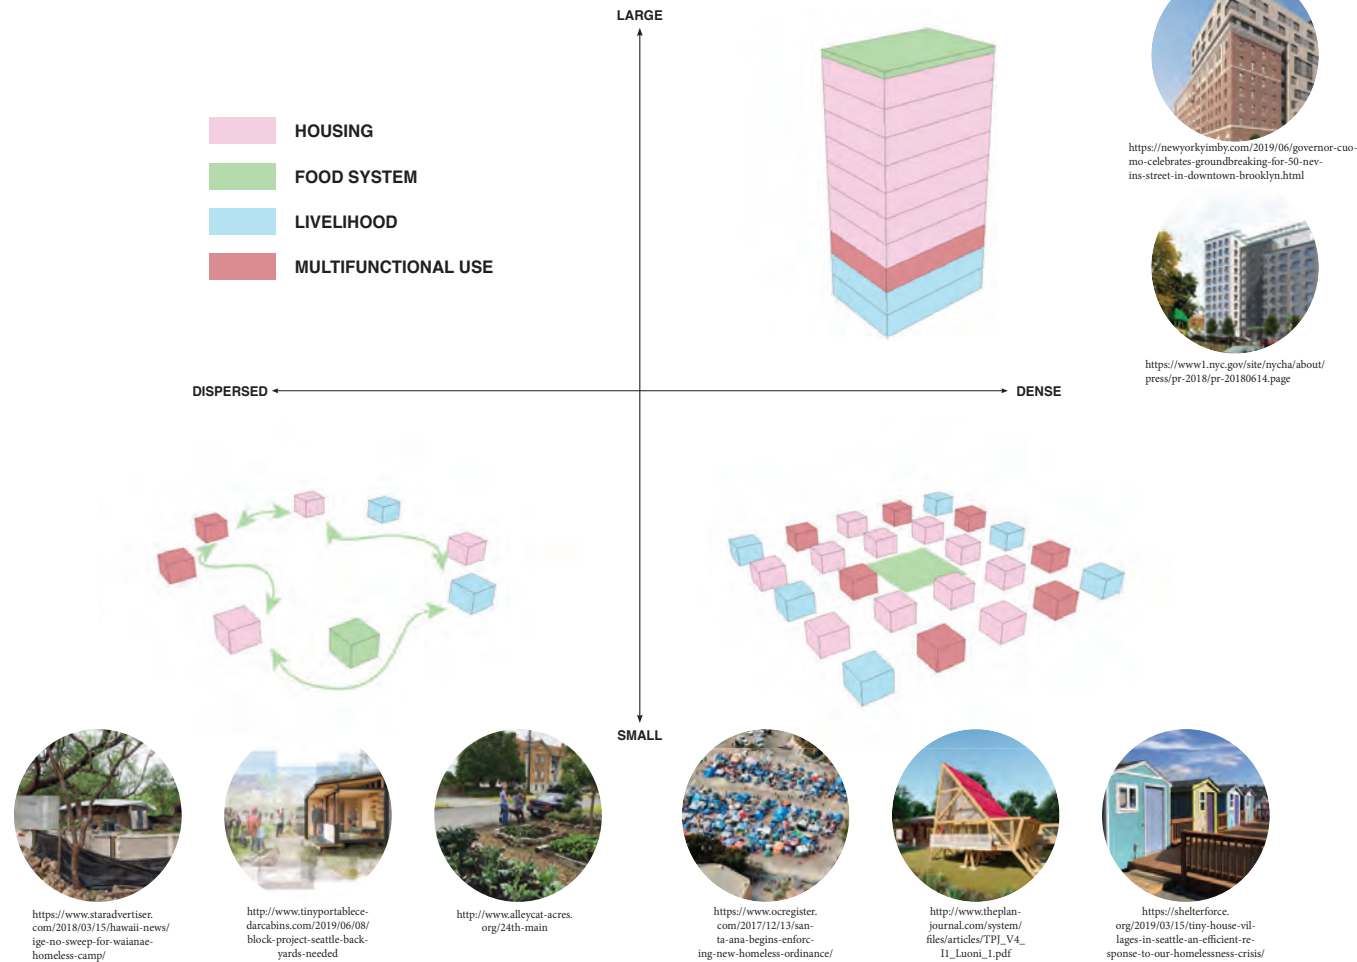 LARGE
HOUSING
FOOD SYSTEM
LIVELIHOOD
MULTIFUNCTIONAL USE
https://newyorkyimby.com/2019/06/governor-cuo-
mo-celebrates-groundbreaking-for-50-nev-
ins-street-in-downtown-brooklyn.html
https://www1.nyc.gov/site/nycha/about/
press/pr-2018/pr-20180614.page
DISPERSED
DENSE
SMALL
https://www.staradvertiser.
com/2018/03/15/hawaii-news/
ige-no-sweep-for-waianae-
homeless-camp/
http://www.tinyportablece-
darcabins.com/2019/06/08/
block-project-seattle-back-
yards-needed
http://www.alleycat-acres.
org/24th-main
https://www.ocregister.
com/2017/12/13/san-
ta-ana-begins-enforc-
ing-new-homeless-ordinance/
http://www.theplan-
journal.com/system/
files/articles/TPJ_V4_
I1_Luoni_1.pdf
https://shelterforce.
org/2019/03/15/tiny-house-vil-
lages-in-seattle-an-efficient-re-
sponse-to-our-homelessness-crisis/